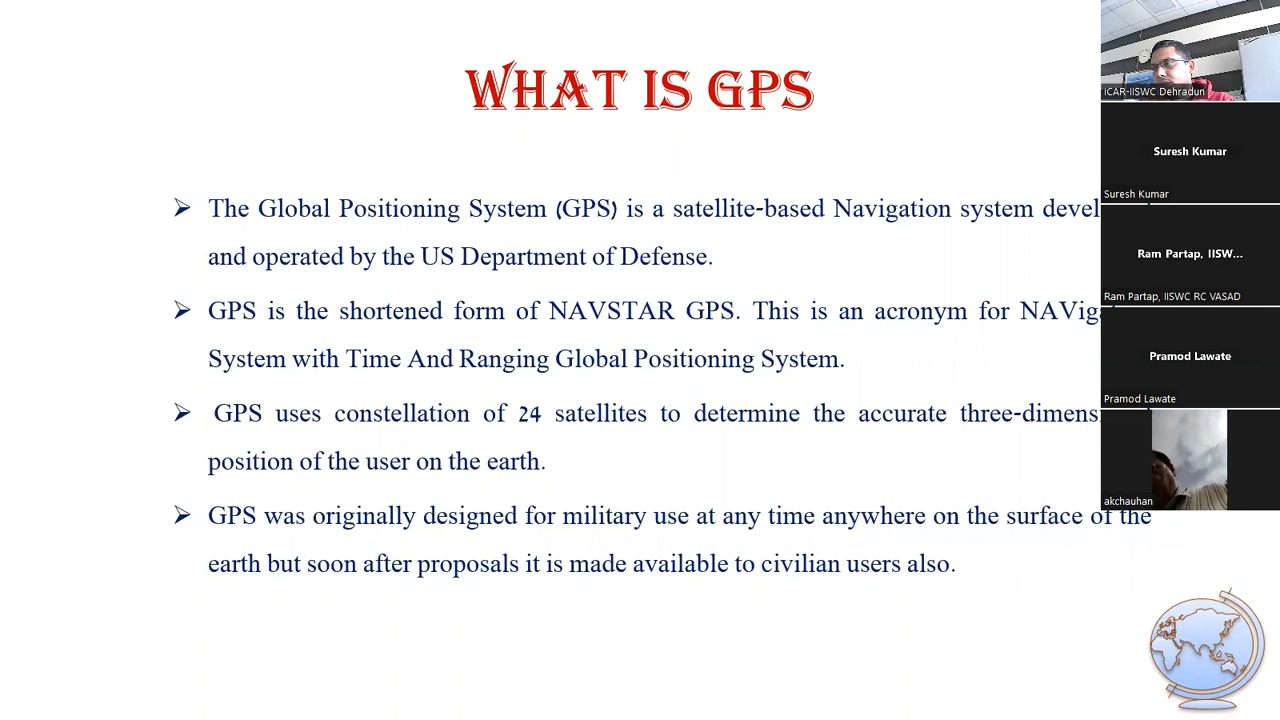 WHAT IS GPS
➢ The Global Positioning System (GPS) is a satellite-based Navigation system
and operated by the US Department of Defense.
➢ GPS is the shortened form of NAVSTAR GPS. This is an acronym for
System with Time And Ranging Global Positioning System.
➢ GPS uses constellation of 24 satellites to determine the accurate
position of the user on the earth.
➢ GPS was originally designed for military use at any time anywhere on the surface of the
earth but soon after proposals it is made available to civilian users also.
ICAR-IISWC Dehradun
Suresh Kumar
Suresh Kumar
Ram Partap, IISW...
Ram Partap, IISWC RC VASAD
Pramod Lawate
Pramod Lawate
akchauhan